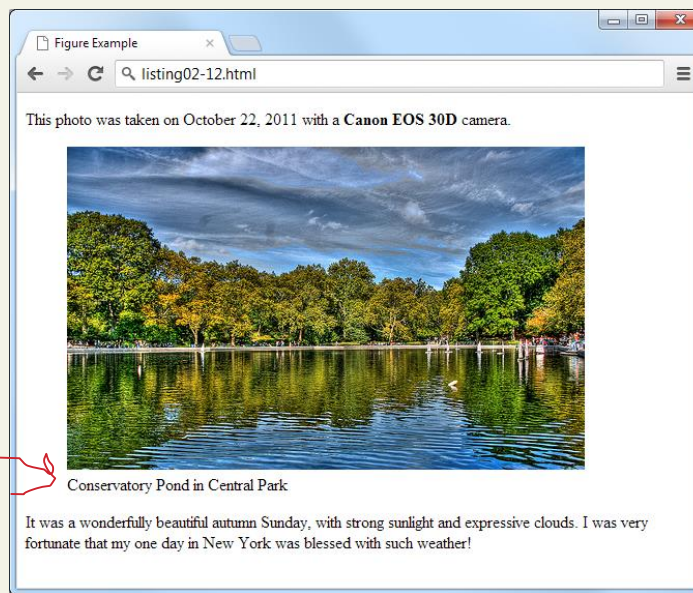 Figure Example
listing02-12.html
This photo was taken on October 22, 2011 with a Canon EOS 30D camera.
Conservatory Pond in Central Park
It was a wonderfully beautiful autumn Sunday, with strong sunlight and expressive clouds. I was very
fortunate that my one day in New York was blessed with such weather!